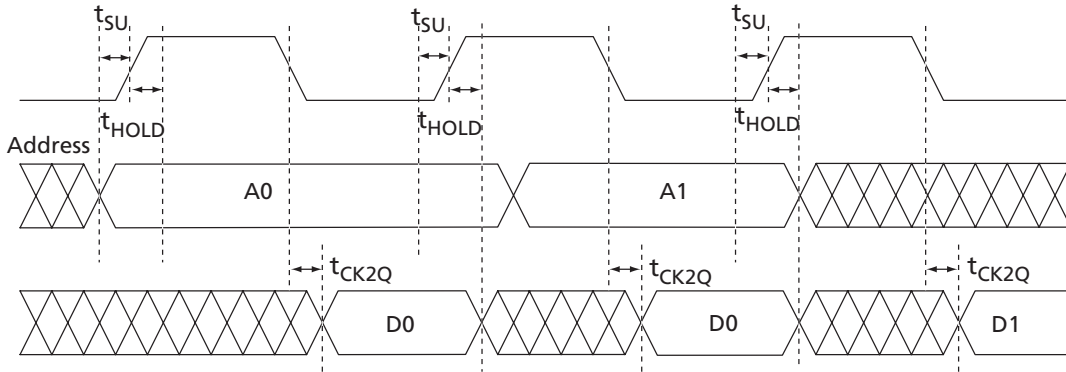 tSU tSU tSU
tHOLD tHOLD tHOLD
Address
A0 A1
tCK2Q tCK2Q tCK2Q
D0 D0 D1